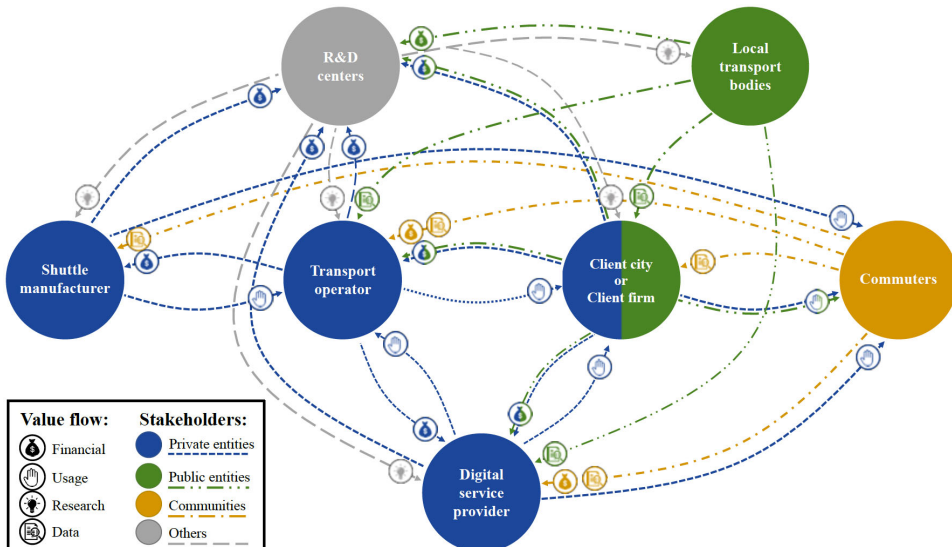 R&D
centers
Local
transport
bodies
Shuttle
manufacturer
Transport
operator
Client city
or
Client firm
Commuters
Digital
service
provider
Value flow:
Stakeholders:
Financial
Private entities
Usage
Public entities
Research
Communities
Data
Others